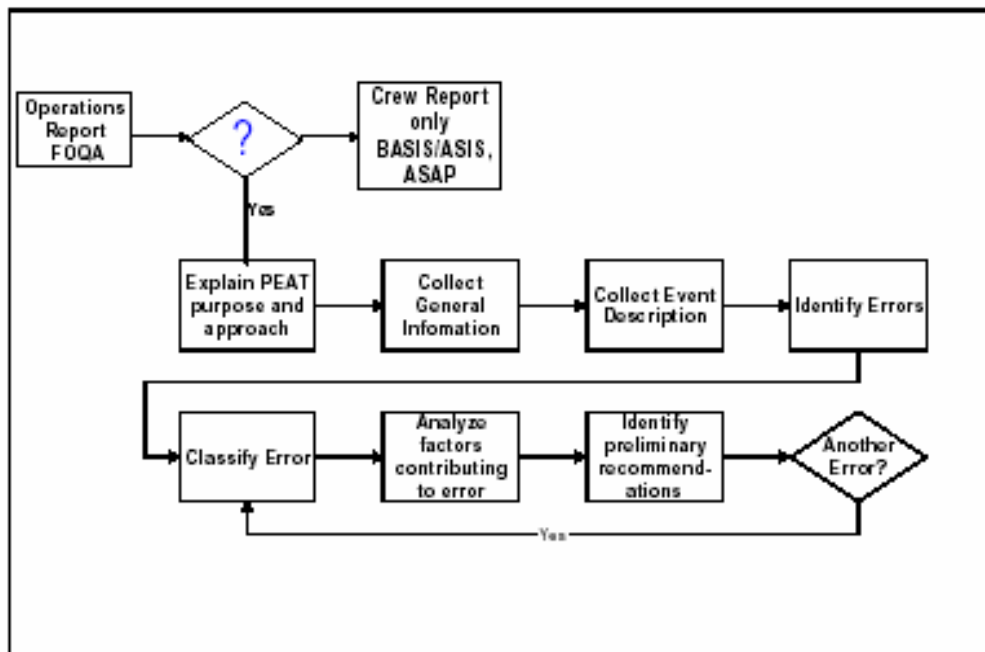 Operations
Report
FOQA
?
Crew Report
only
BASIS/ASIS,
ASAP
Yes
Explain PEAT
purpose and
approach
Collect
General
Infomation
Collect Event
Description
Identify Errors
Classify Error
Analyze
factors
contributing
to error
Identify
preliminary
recommend-
ations
Another
Error?
Yes